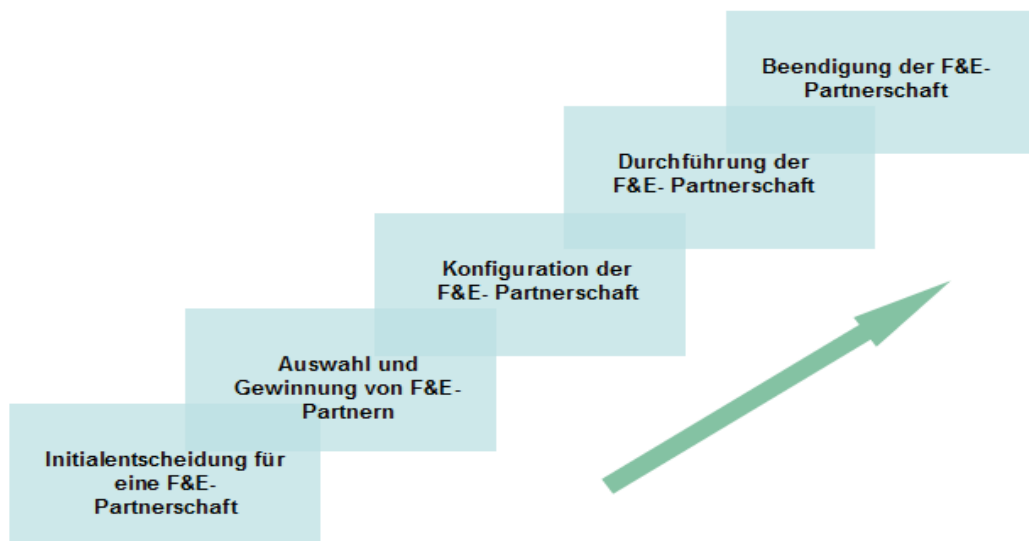 Beendigung der F&E-
Partnerschaft
Durchführung der
F&E- Partnerschaft
Konfiguration der
F&E- Partnerschaft
Auswahl und
Gewinnung von F&E-
Partnern
Initialentscheidung für
eine F&E-
Partnerschaft